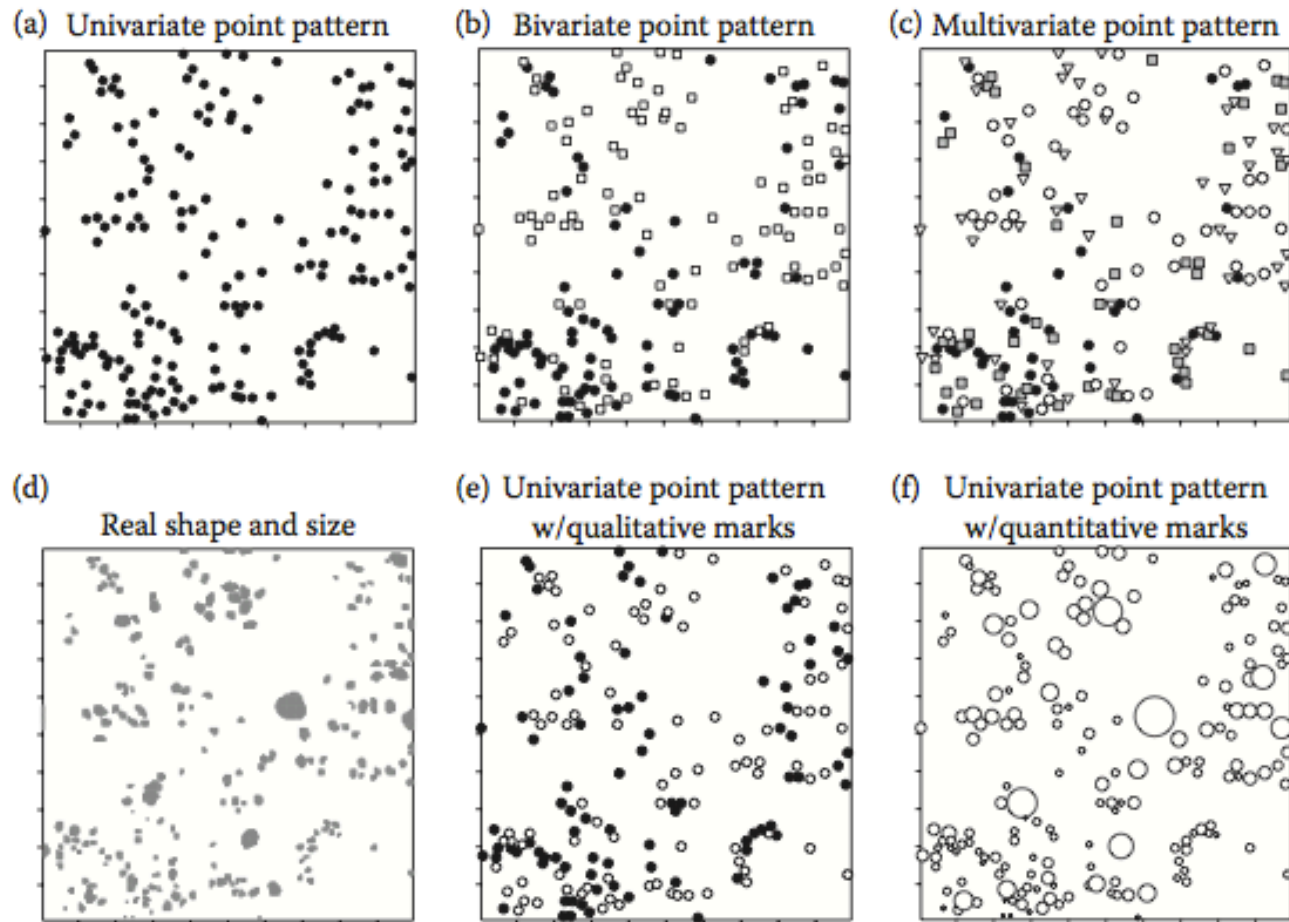 (a) Univariate point pattern
(b) Bivariate point pattern
(c) Multivariate point pattern
(d)
Real shape and size
(e) Univariate point pattern
w/qualitative marks
(f) Univariate point pattern
w/quantitative marks